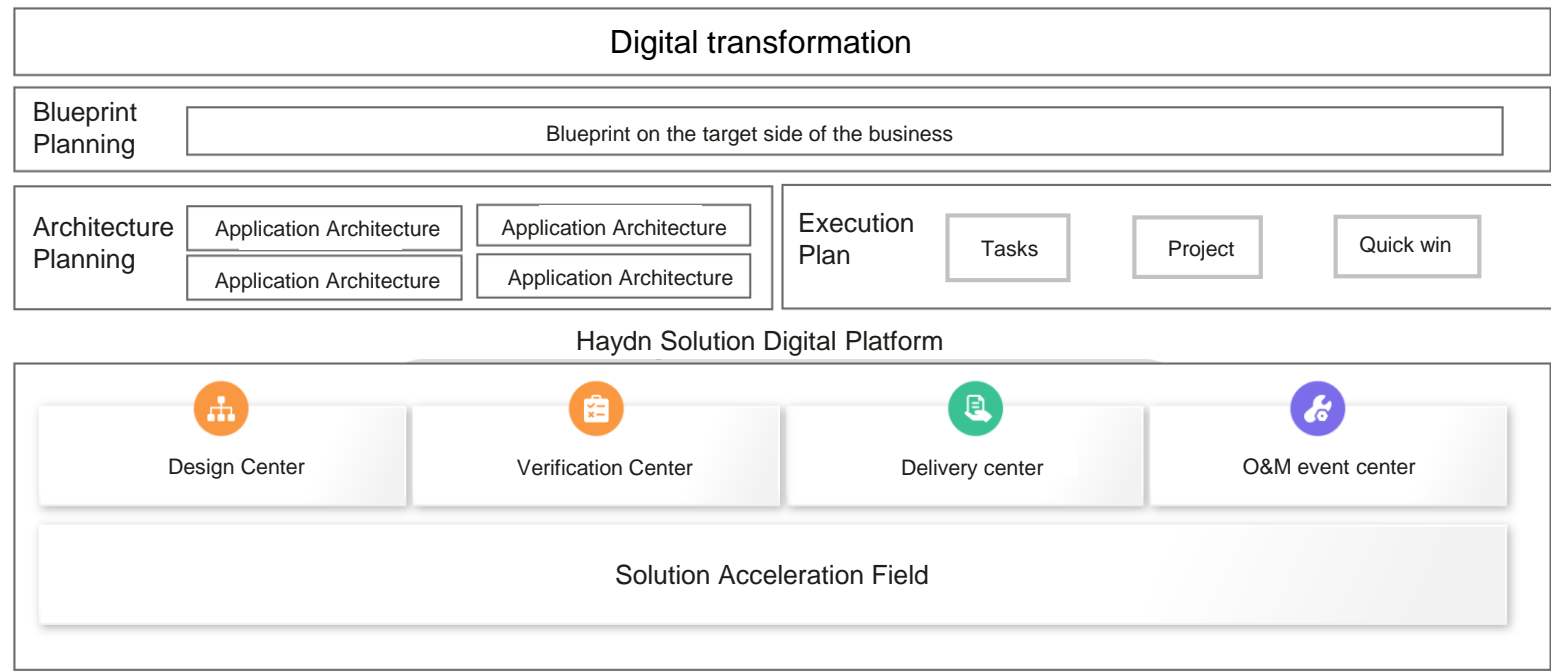 Digital transformation
Blueprint
Planning
Blueprint on the target side of the business
Architecture
Planning
Application Architecture
Application Architecture
Application Architecture
Application Architecture
Execution
Plan
Tasks
Project
Quick win
Haydn Solution Digital Platform
Design Center
Verification Center
Delivery center
O&M event center
Solution Acceleration Field